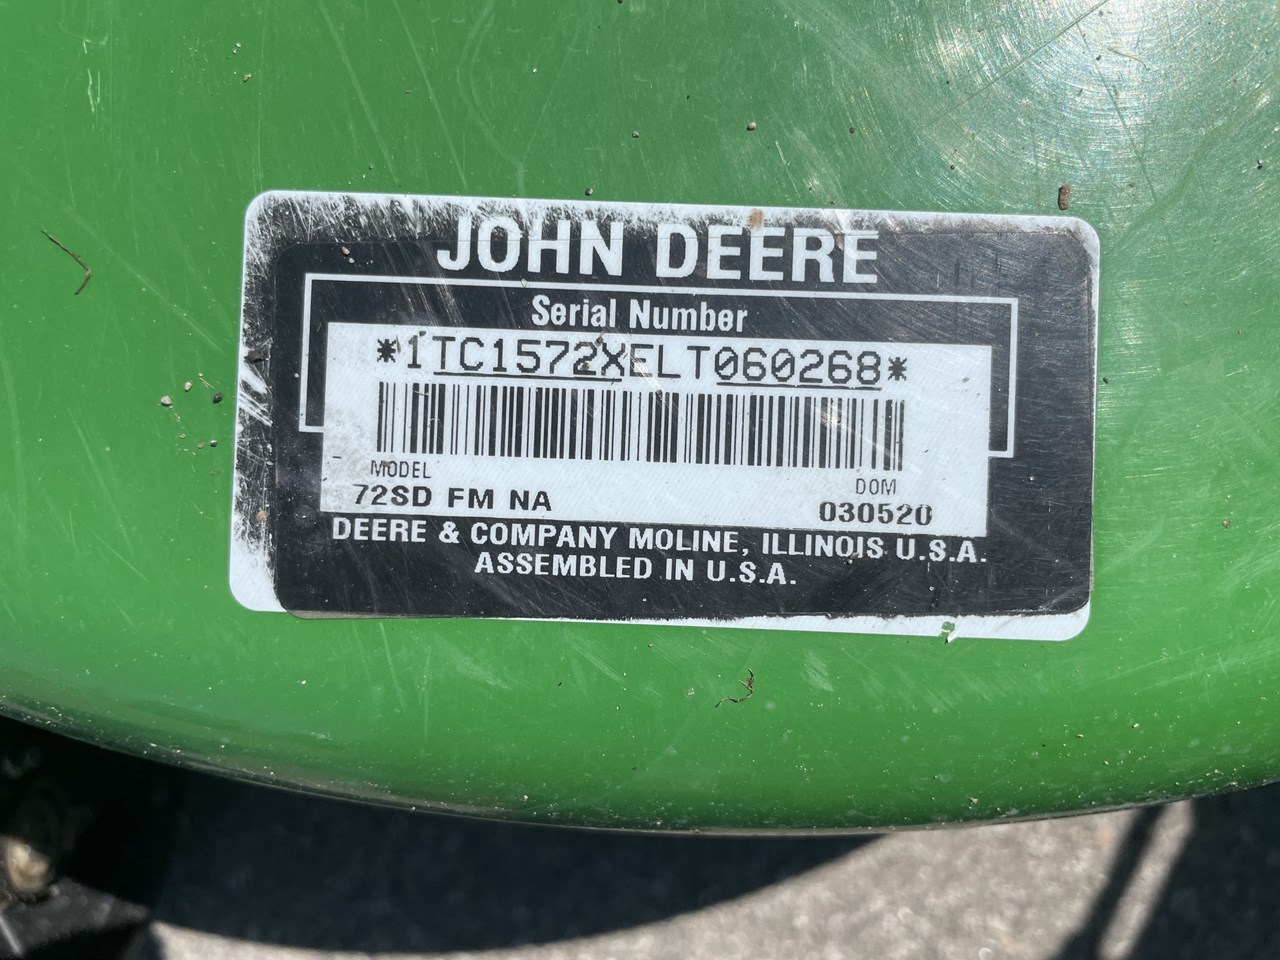 JOHN DEERE
Serial Number
*1TC1572XELT060268*
MODEL
DOM
72SD FM NA
030520
DEERE & COMPANY MOLINE, ILLINOIS U.S.A.
ASSEMBLED IN U.S.A.